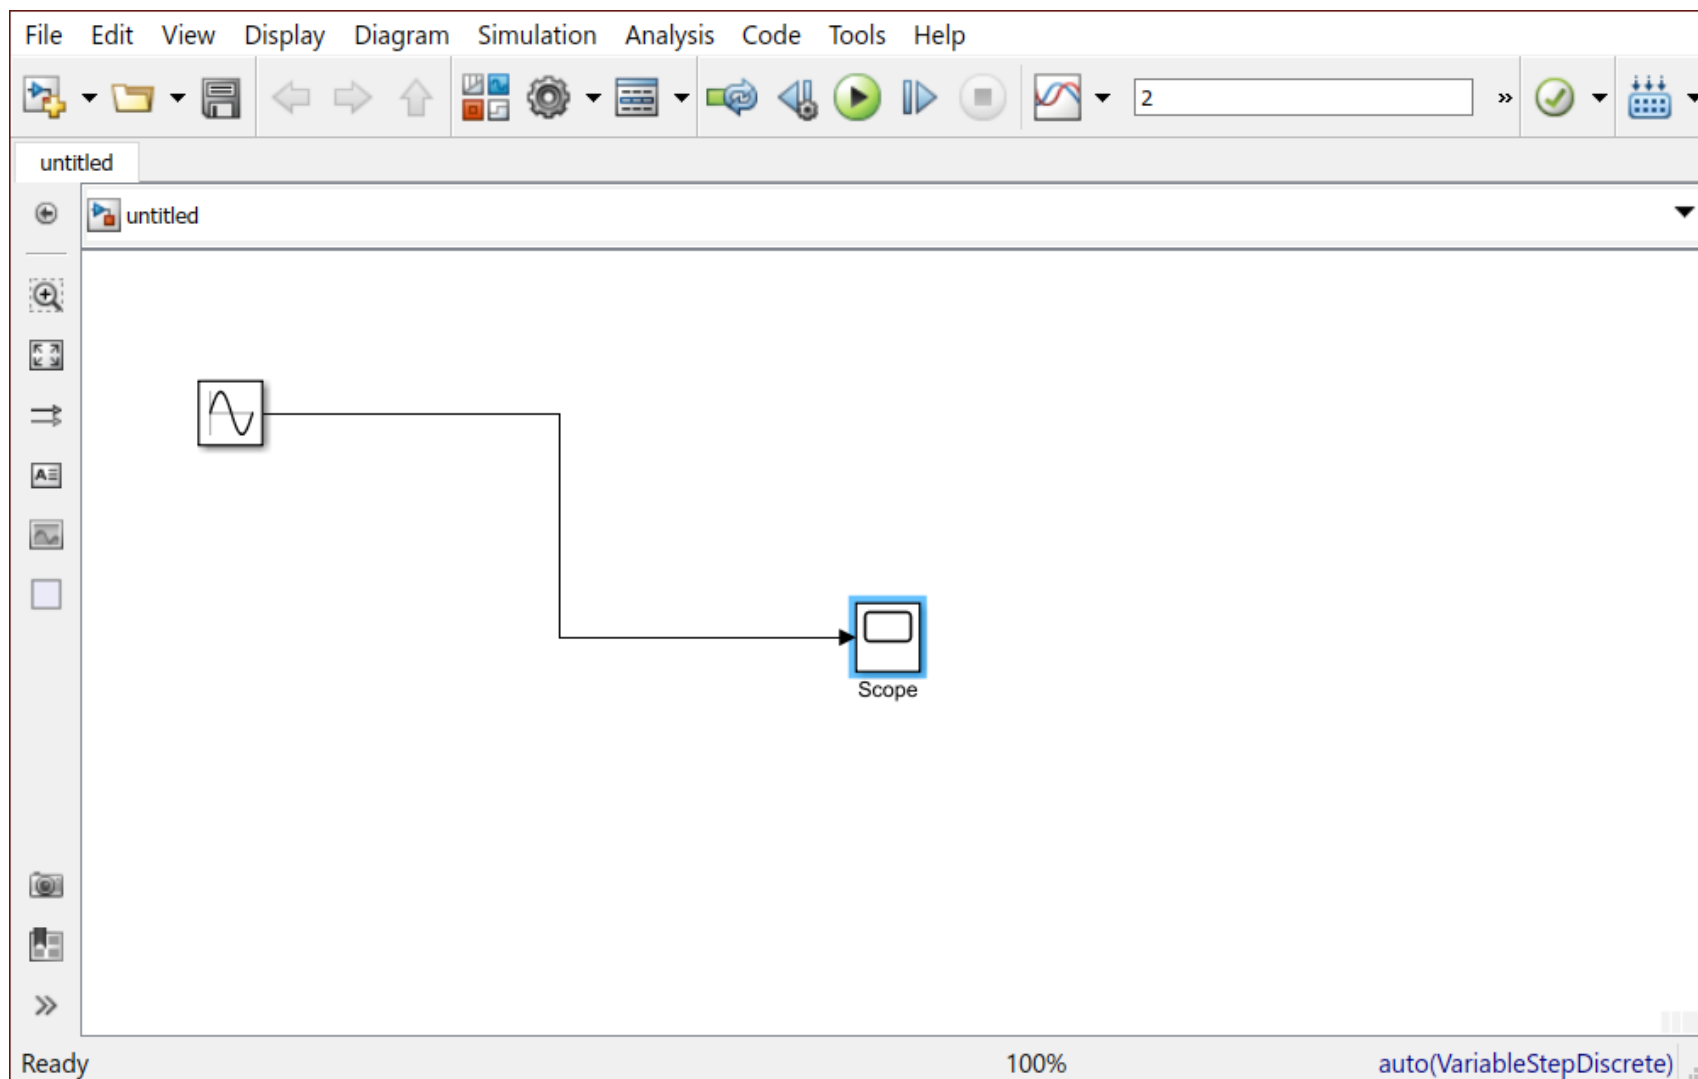 File Edit View Display Diagram Simulation Analysis Code Tools Help
2 »
untitled
untitled
Scope
Ready 100% auto(VariableStepDiscrete)